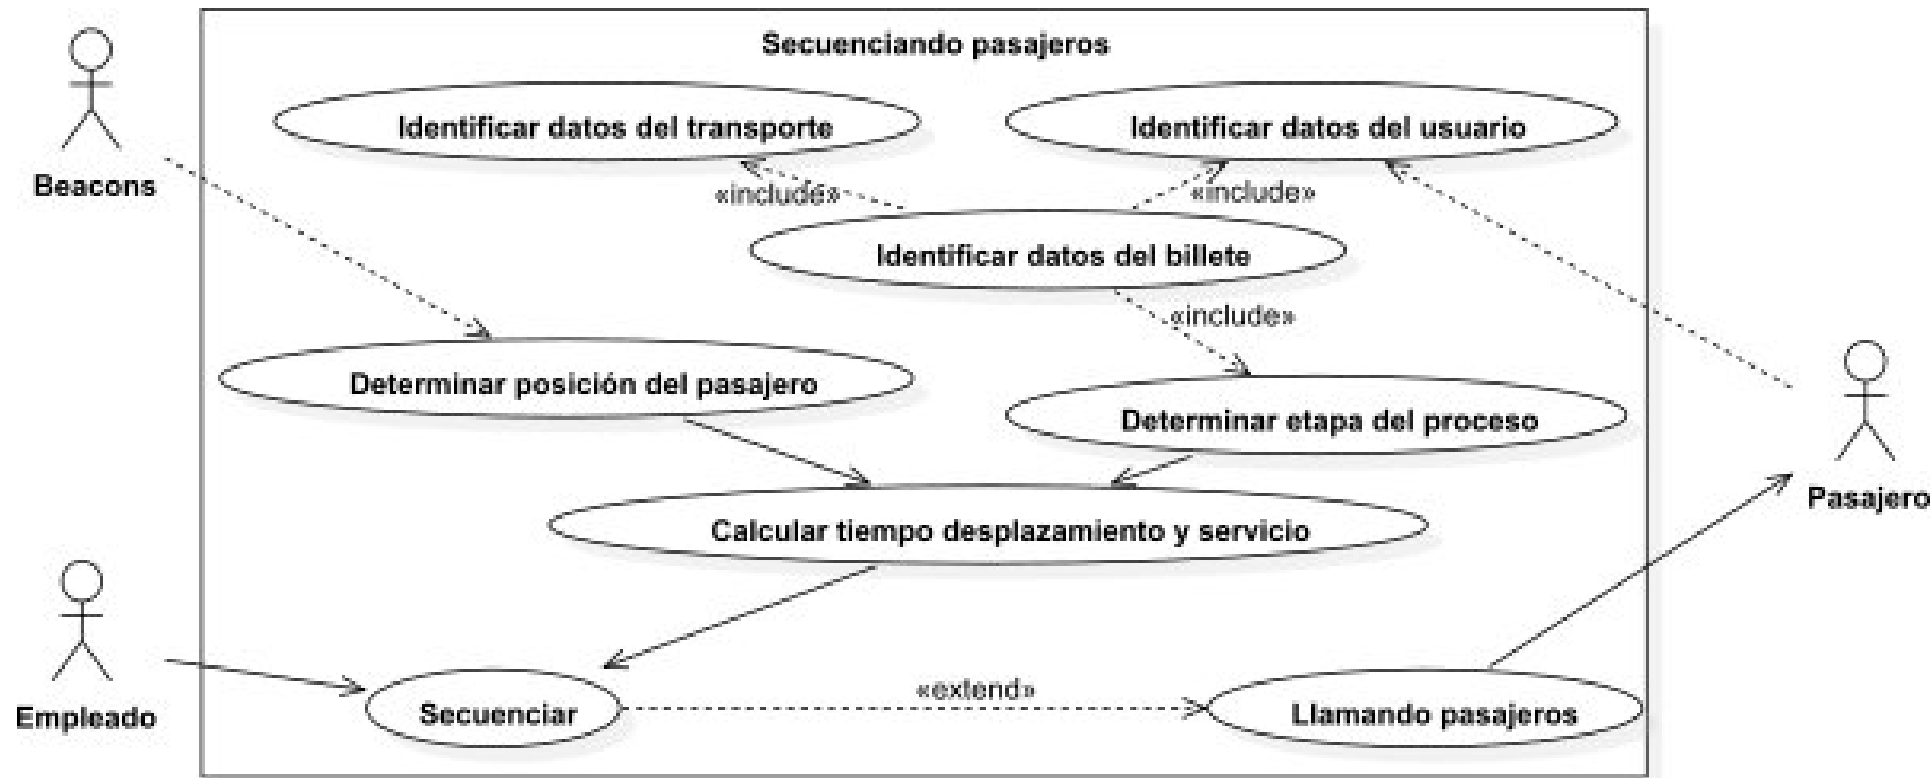 Secuenciando pasajeros
Identificar datos del transporte
Identificar datos del usuario
Beacons
«include»
«include»
Identificar datos del billete
«include»
Determinar posición del pasajero
Determinar etapa del proceso
Pasajero
Calcular tiempo desplazamiento y servicio
«extend»
Empleado
Secuenciar
Llamando pasajeros